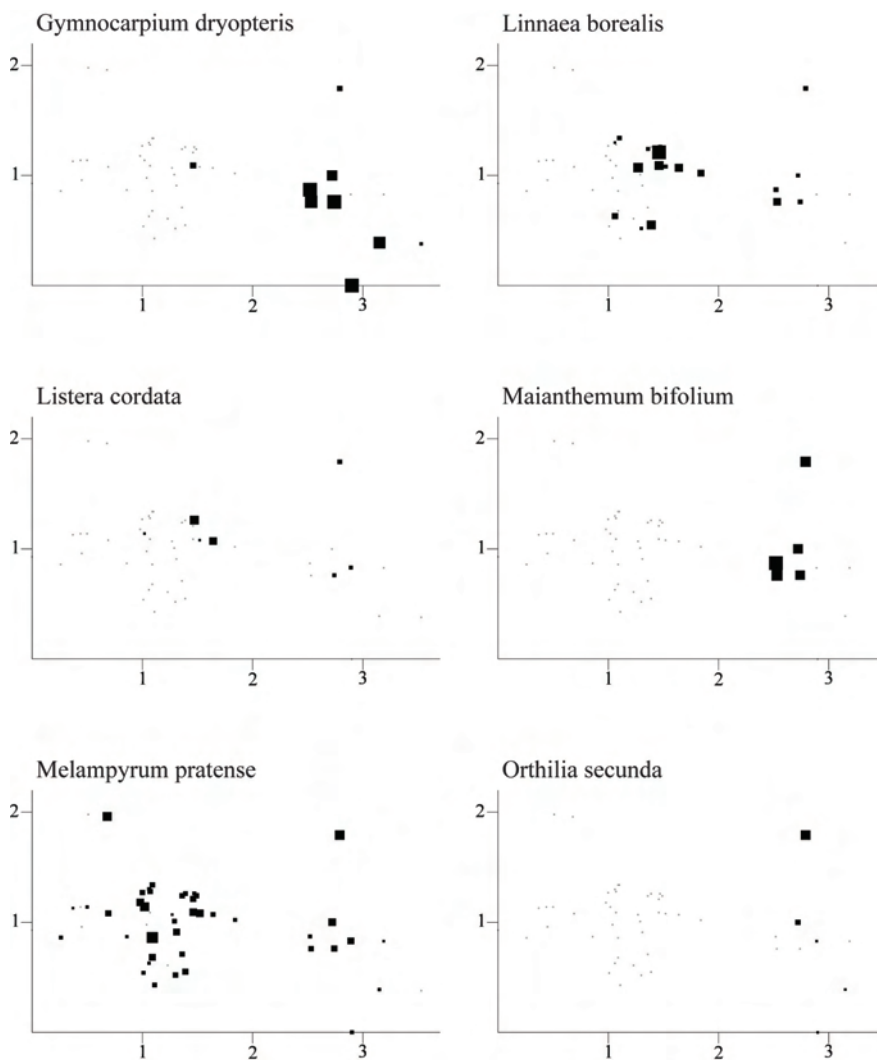 Gymnocarpium dryopteris
2
1
1 2 3
Linnaea borealis
2
1
1 2 3
Listera cordata
2
1
1 2 3
Maianthemum bifolium
2
1
1 2 3
Melampyrum pratense
2
1
1 2 3
Orthilia secunda
2
1
1 2 3